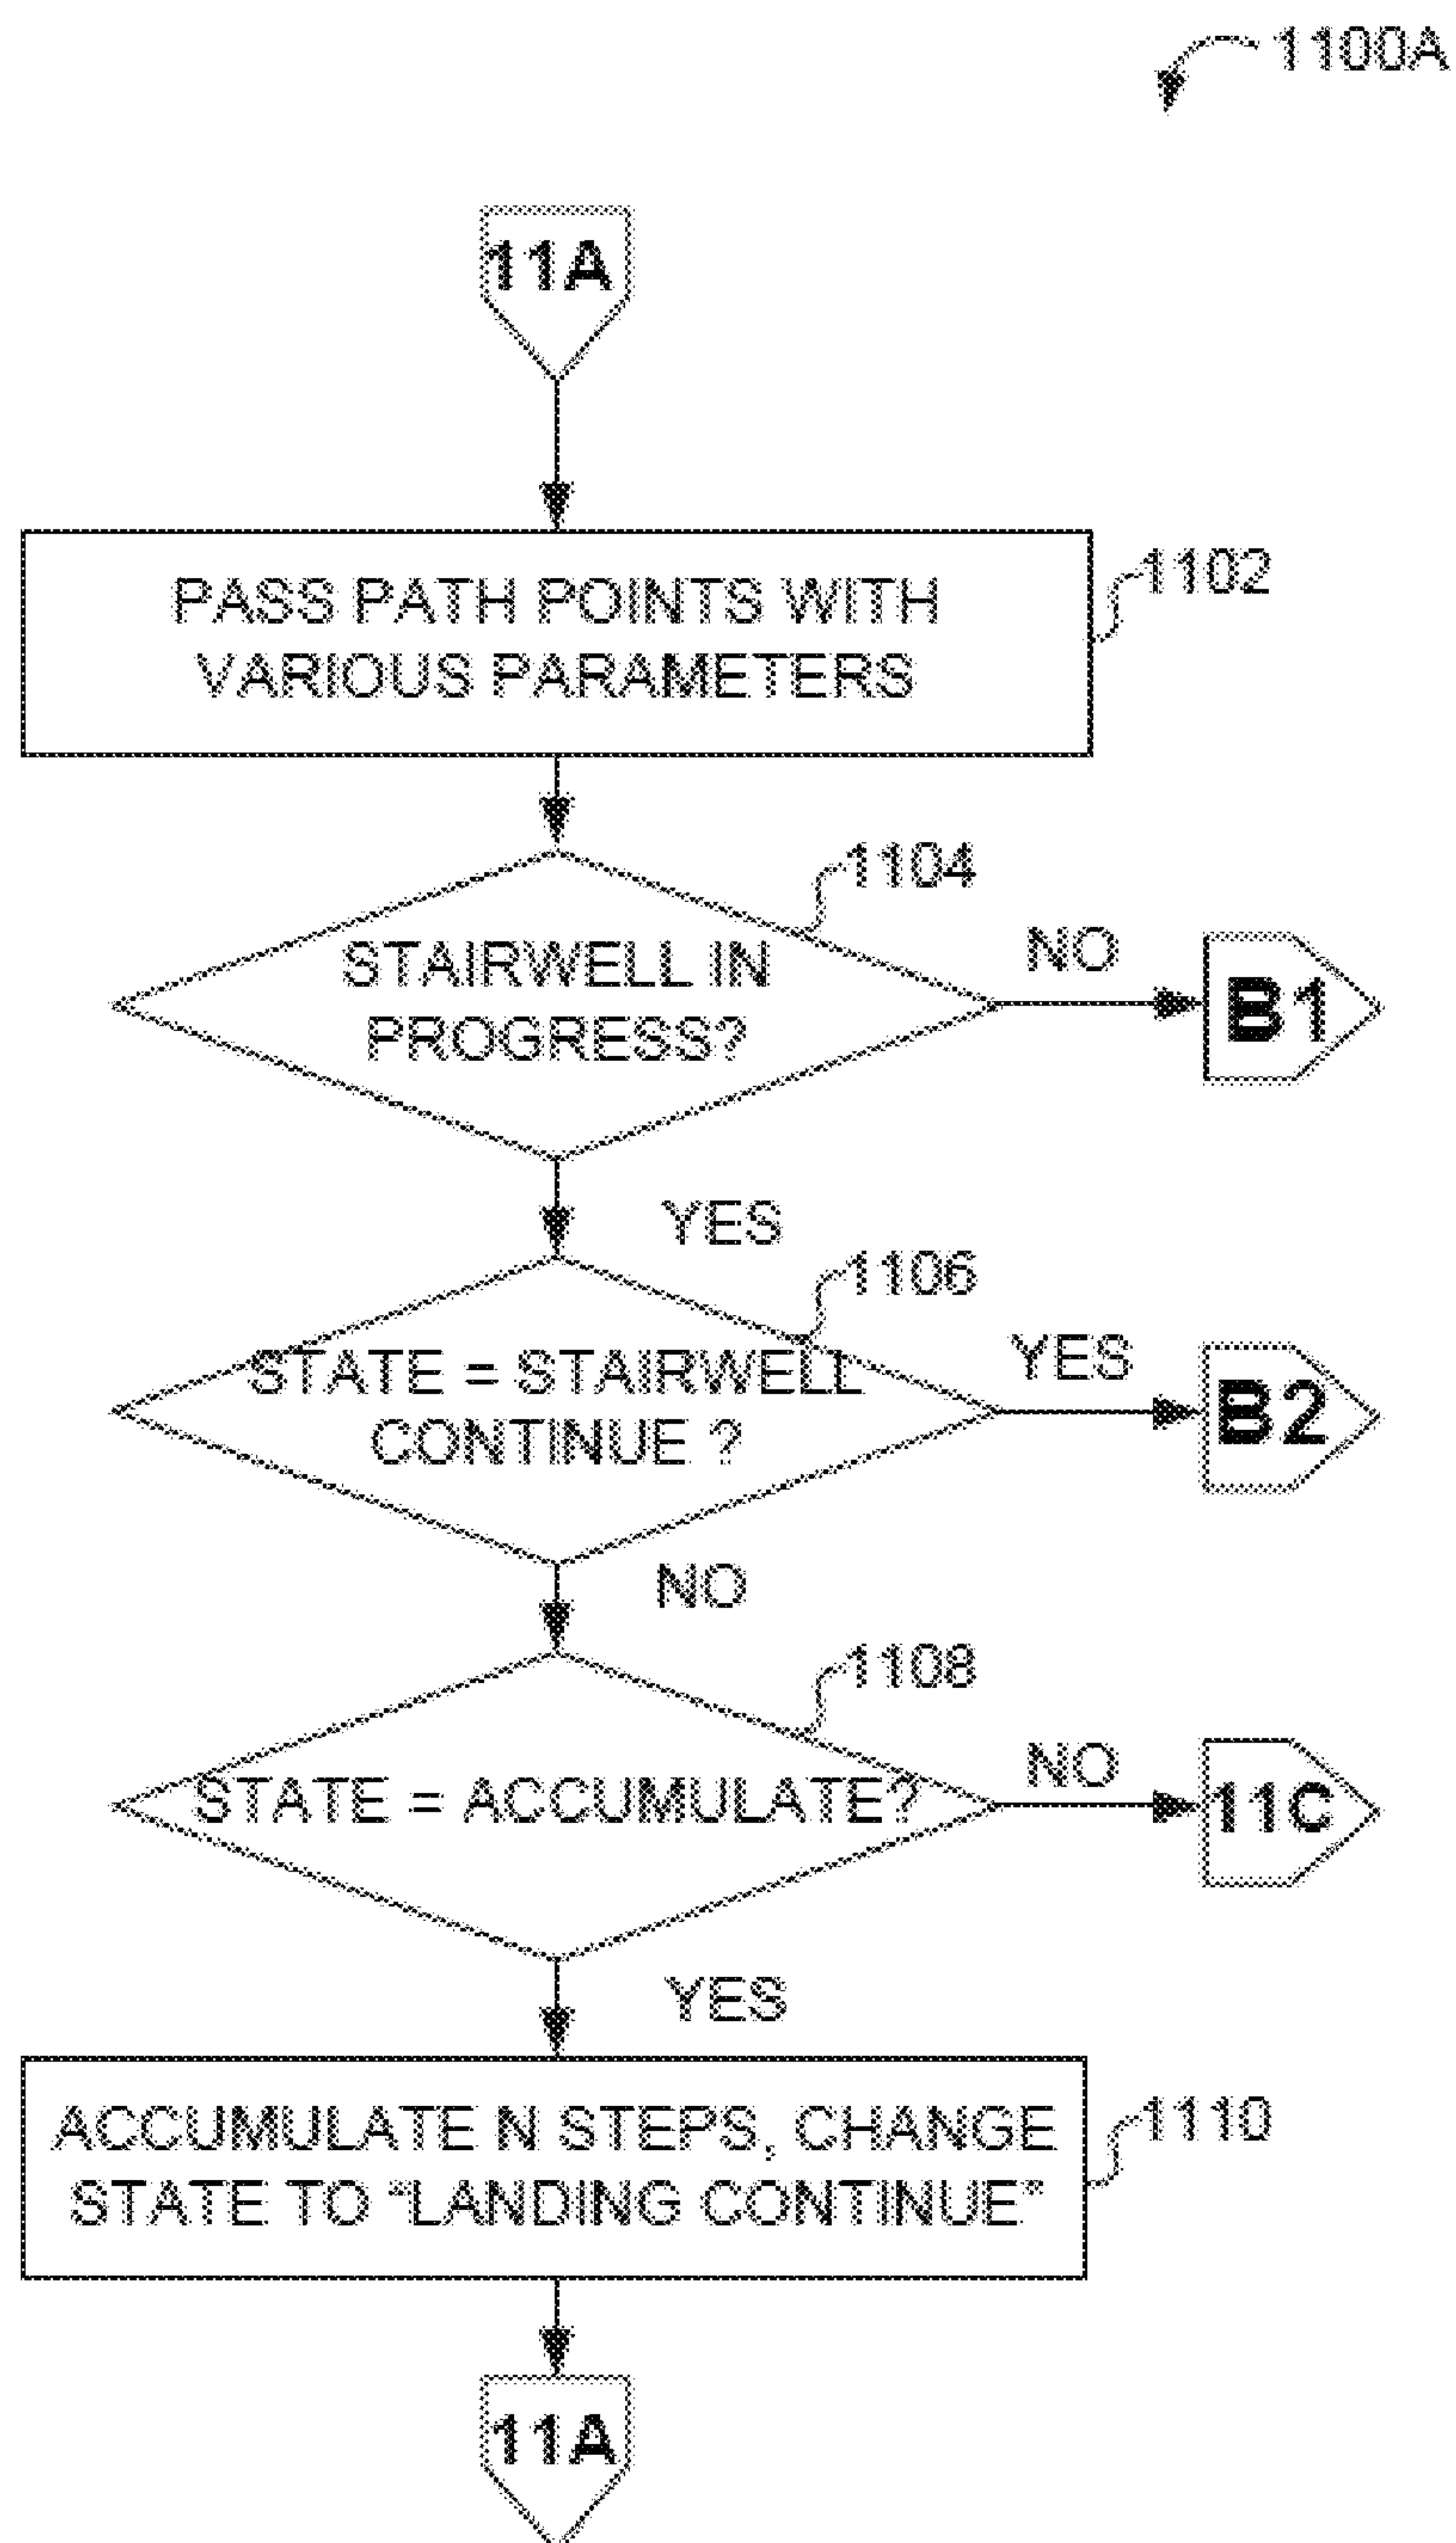 1100A
11A
PASS PATH POINTS WITH
VARIOUS PARAMETERS
1102
1104
STAIRWELL IN
PROGRESS?
NO
B1
YES
1106
STATE = STAIRWELL
CONTINUE ?
YES
B2
NO
1108
STATE = ACCUMULATE?
NO
11C
YES
ACCUMULATE N STEPS, CHANGE
STATE TO “LANDING CONTINUE”
1110
11A